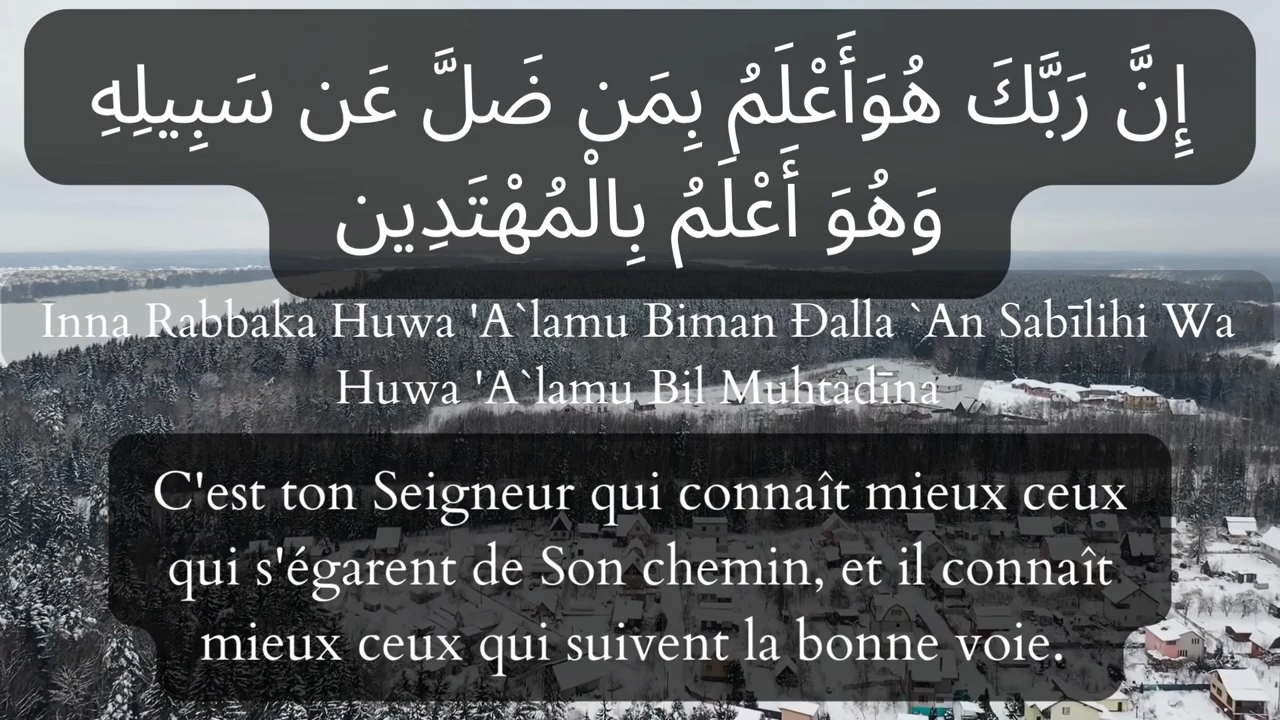 إِنَّ رَبَّكَ هُوَأَعْلَمُ بِمَن ضَلَّ عَن سَبِيلِهِ
وَهُوَ أَعْلَمُ بِالْمُهْتَدِين
Inna Rabbaka Huwa 'A`lamu Biman Đalla `An Sabīlihi Wa
Huwa 'A`lamu Bil Muhtadīna
C'est ton Seigneur qui connaît mieux ceux
qui s'égarent de Son chemin, et il connaît
mieux ceux qui suivent la bonne voie.